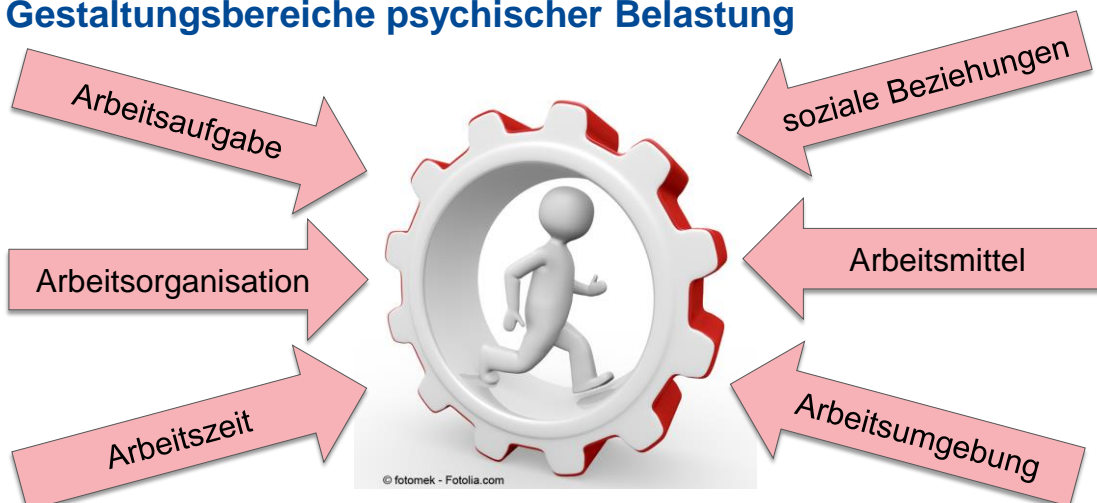 Gestaltungsbereiche psychischer Belastung
Arbeitsaufgabe
soziale Beziehungen
Arbeitsorganisation
Arbeitsmittel
Arbeitszeit
Arbeitsumgebung
© fotomek - Fotolia.com